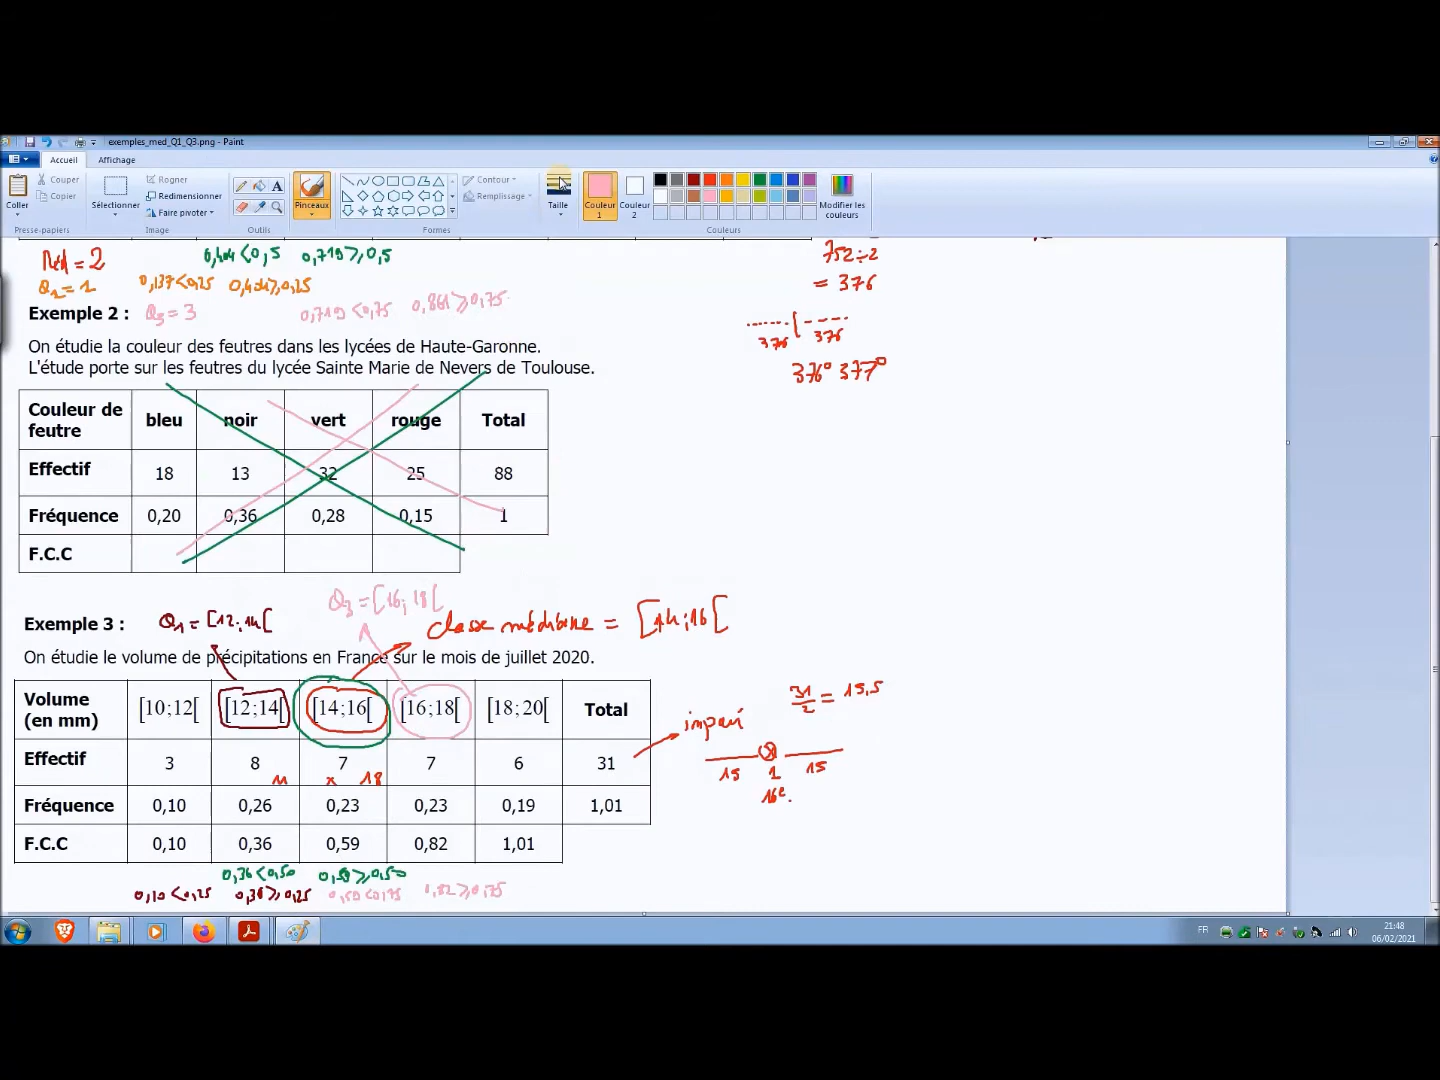 exemples_med_Q1_Q3.png - Paint
Accueil Affichage
Coller
Couper
Copier
Presse-papiers
Sélectionner
Rogner
Redimensionner
Faire pivoter
Image
A
Outils
Pinceaux
Contour
Remplissage
Formes
Taille
Couleur 1
Couleur 2
Modifier les couleurs
Couleurs
Méd = 2
0,404 < 0,5 0,719 ⩾ 0,5
Q1 = 1
0,137 < 0,25 0,404 ⩾ 0,25
752 ÷ 2
= 376
Exemple 2 : Q3 = 3
0,719 < 0,75 0,861 ⩾ 0,75
376 376
376° 377°
On étudie la couleur des feutres dans les lycées de Haute-Garonne.
L'étude porte sur les feutres du lycée Sainte Marie de Nevers de Toulouse.
Couleur de feutre bleu noir vert rouge Total
Effectif 18 13 32 25 88
Fréquence 0,20 0,36 0,28 0,15 1
F.C.C
Q3 = [16;18[
Exemple 3 : Q1 = [12;14[ classe médiane = [14;16[
On étudie le volume de précipitations en France sur le mois de juillet 2020.
Volume (en mm) [10;12[ [12;14[ [14;16[ [16;18[ [18;20[ Total
Effectif 3 8 7 7 6 31
11 x 18
Fréquence 0,10 0,26 0,23 0,23 0,19 1,01
F.C.C 0,10 0,36 0,59 0,82 1,01
31/2 = 15,5
impair
15 1 15
16e.
0,36 < 0,50 0,59 ⩾ 0,50
0,10 < 0,25 0,36 ⩾ 0,25 0,59 < 0,75 0,82 ⩾ 0,75
FR
21:48
06/02/2021